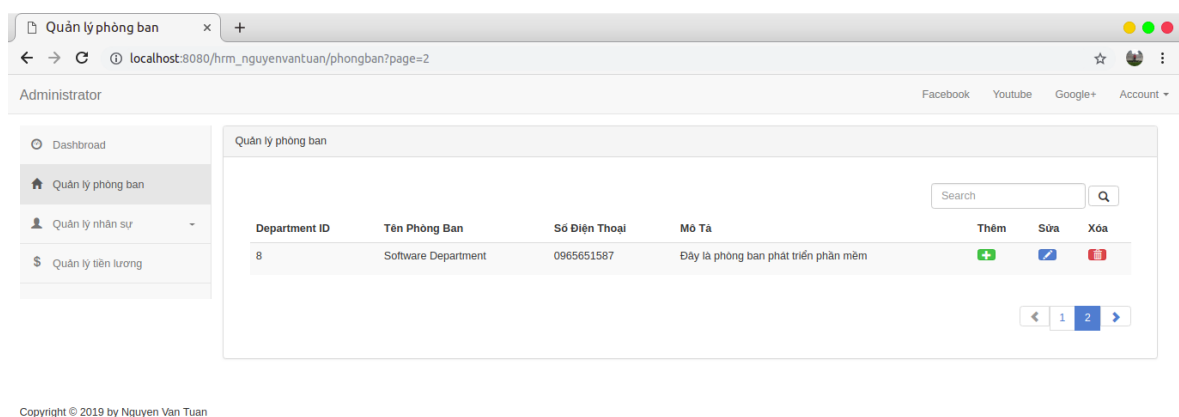 Quản lý phòng ban × +
localhost:8080/hrm_nguyenvantuan/phongban?page=2
Administrator Facebook Youtube Google+ Account
Dashbroad
Quản lý phòng ban
Quản lý nhân sự
$ Quản lý tiền lương
Quản lý phòng ban
Search
Department ID Tên Phòng Ban Số Điện Thoại Mô Tả Thêm Sửa Xóa
8 Software Department 0965651587 Đây là phòng ban phát triển phần mềm
1 2
Copyright © 2019 by Nguyen Van Tuan